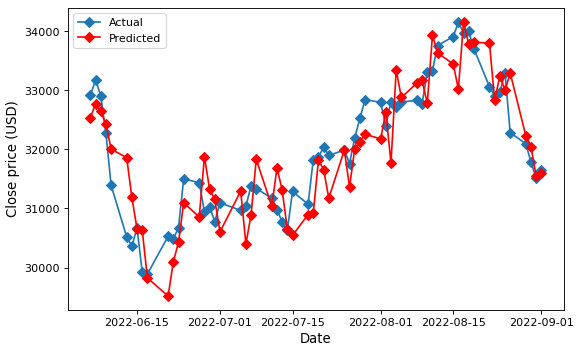 Actual
Predicted
34000
33000
32000
31000
30000
Close price (USD)
2022-06-15
2022-07-01
2022-07-15
2022-08-01
2022-08-15
2022-09-01
Date